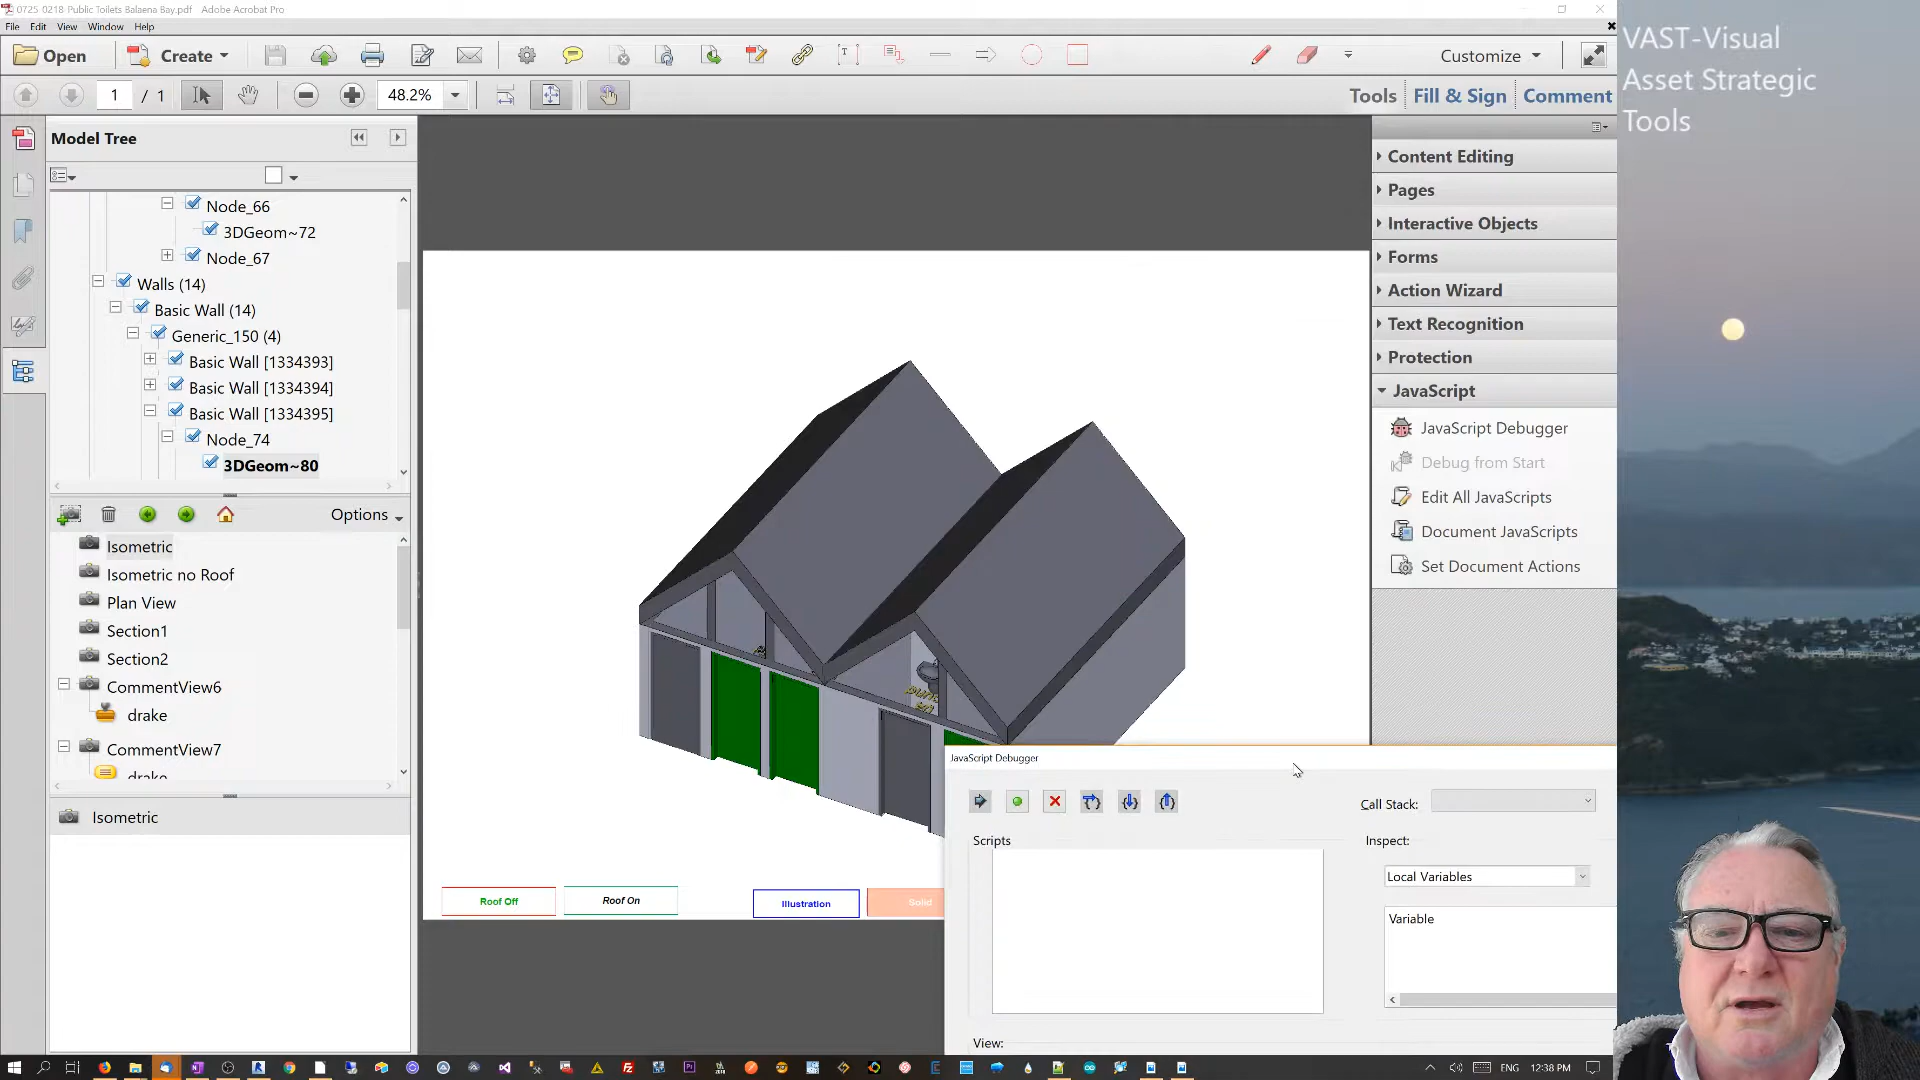 0725-0218-Public Toilets Balaena Bay.pdf - Adobe Acrobat Pro
File Edit View Window Help
Open Create Customize
1 / 1 48.2% Tools Fill & Sign Comment
Model Tree
Node_66
3DGeom~72
Node_67
Walls (14)
Basic Wall (14)
Generic_150 (4)
Basic Wall [1334393]
Basic Wall [1334394]
Basic Wall [1334395]
Node_74
3DGeom~80
Options
Isometric
Isometric no Roof
Plan View
Section1
Section2
CommentView6
drake
CommentView7
drake
Isometric
Roof Off
Roof On
Illustration
Solid
Content Editing
Pages
Interactive Objects
Forms
Action Wizard
Text Recognition
Protection
JavaScript
JavaScript Debugger
Debug from Start
Edit All JavaScripts
Document JavaScripts
Set Document Actions
JavaScript Debugger
Call Stack:
Scripts
Inspect:
Local Variables
Variable
View:
ENG 12:38 PM
VAST-Visual
Asset Strategic
Tools